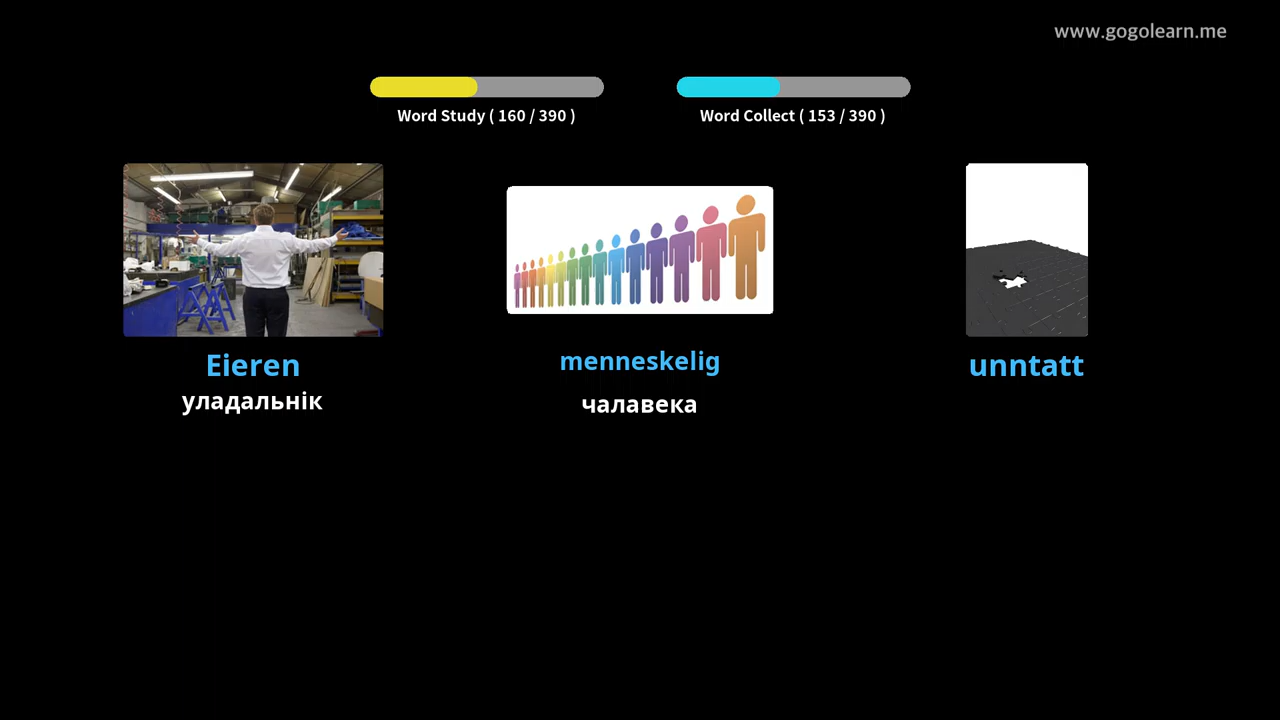 www.gogolearn.me
Word Study ( 160 / 390 )
Word Collect ( 153 / 390 )
Eieren
уладальнік
menneskelig
чалавека
unntatt